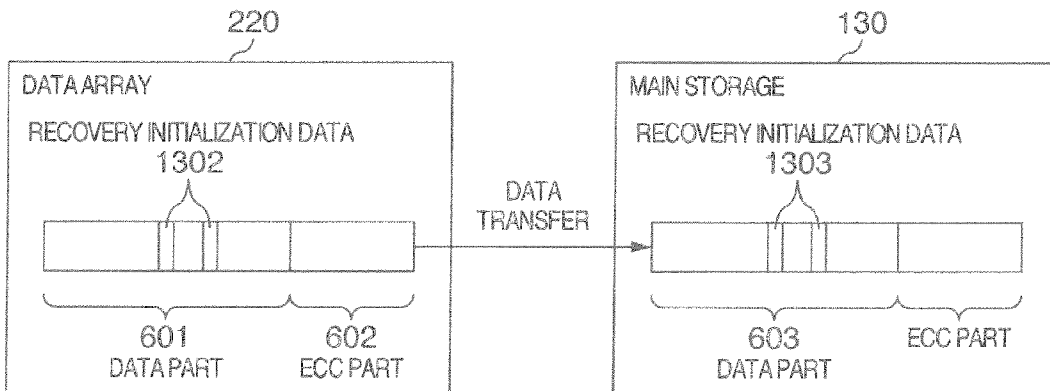 220
130
DATA ARRAY
MAIN STORAGE
RECOVERY INITIALIZATION DATA
1302
RECOVERY INITIALIZATION DATA
1303
DATA
TRANSFER
601
DATA PART
602
ECC PART
603
DATA PART
ECC PART